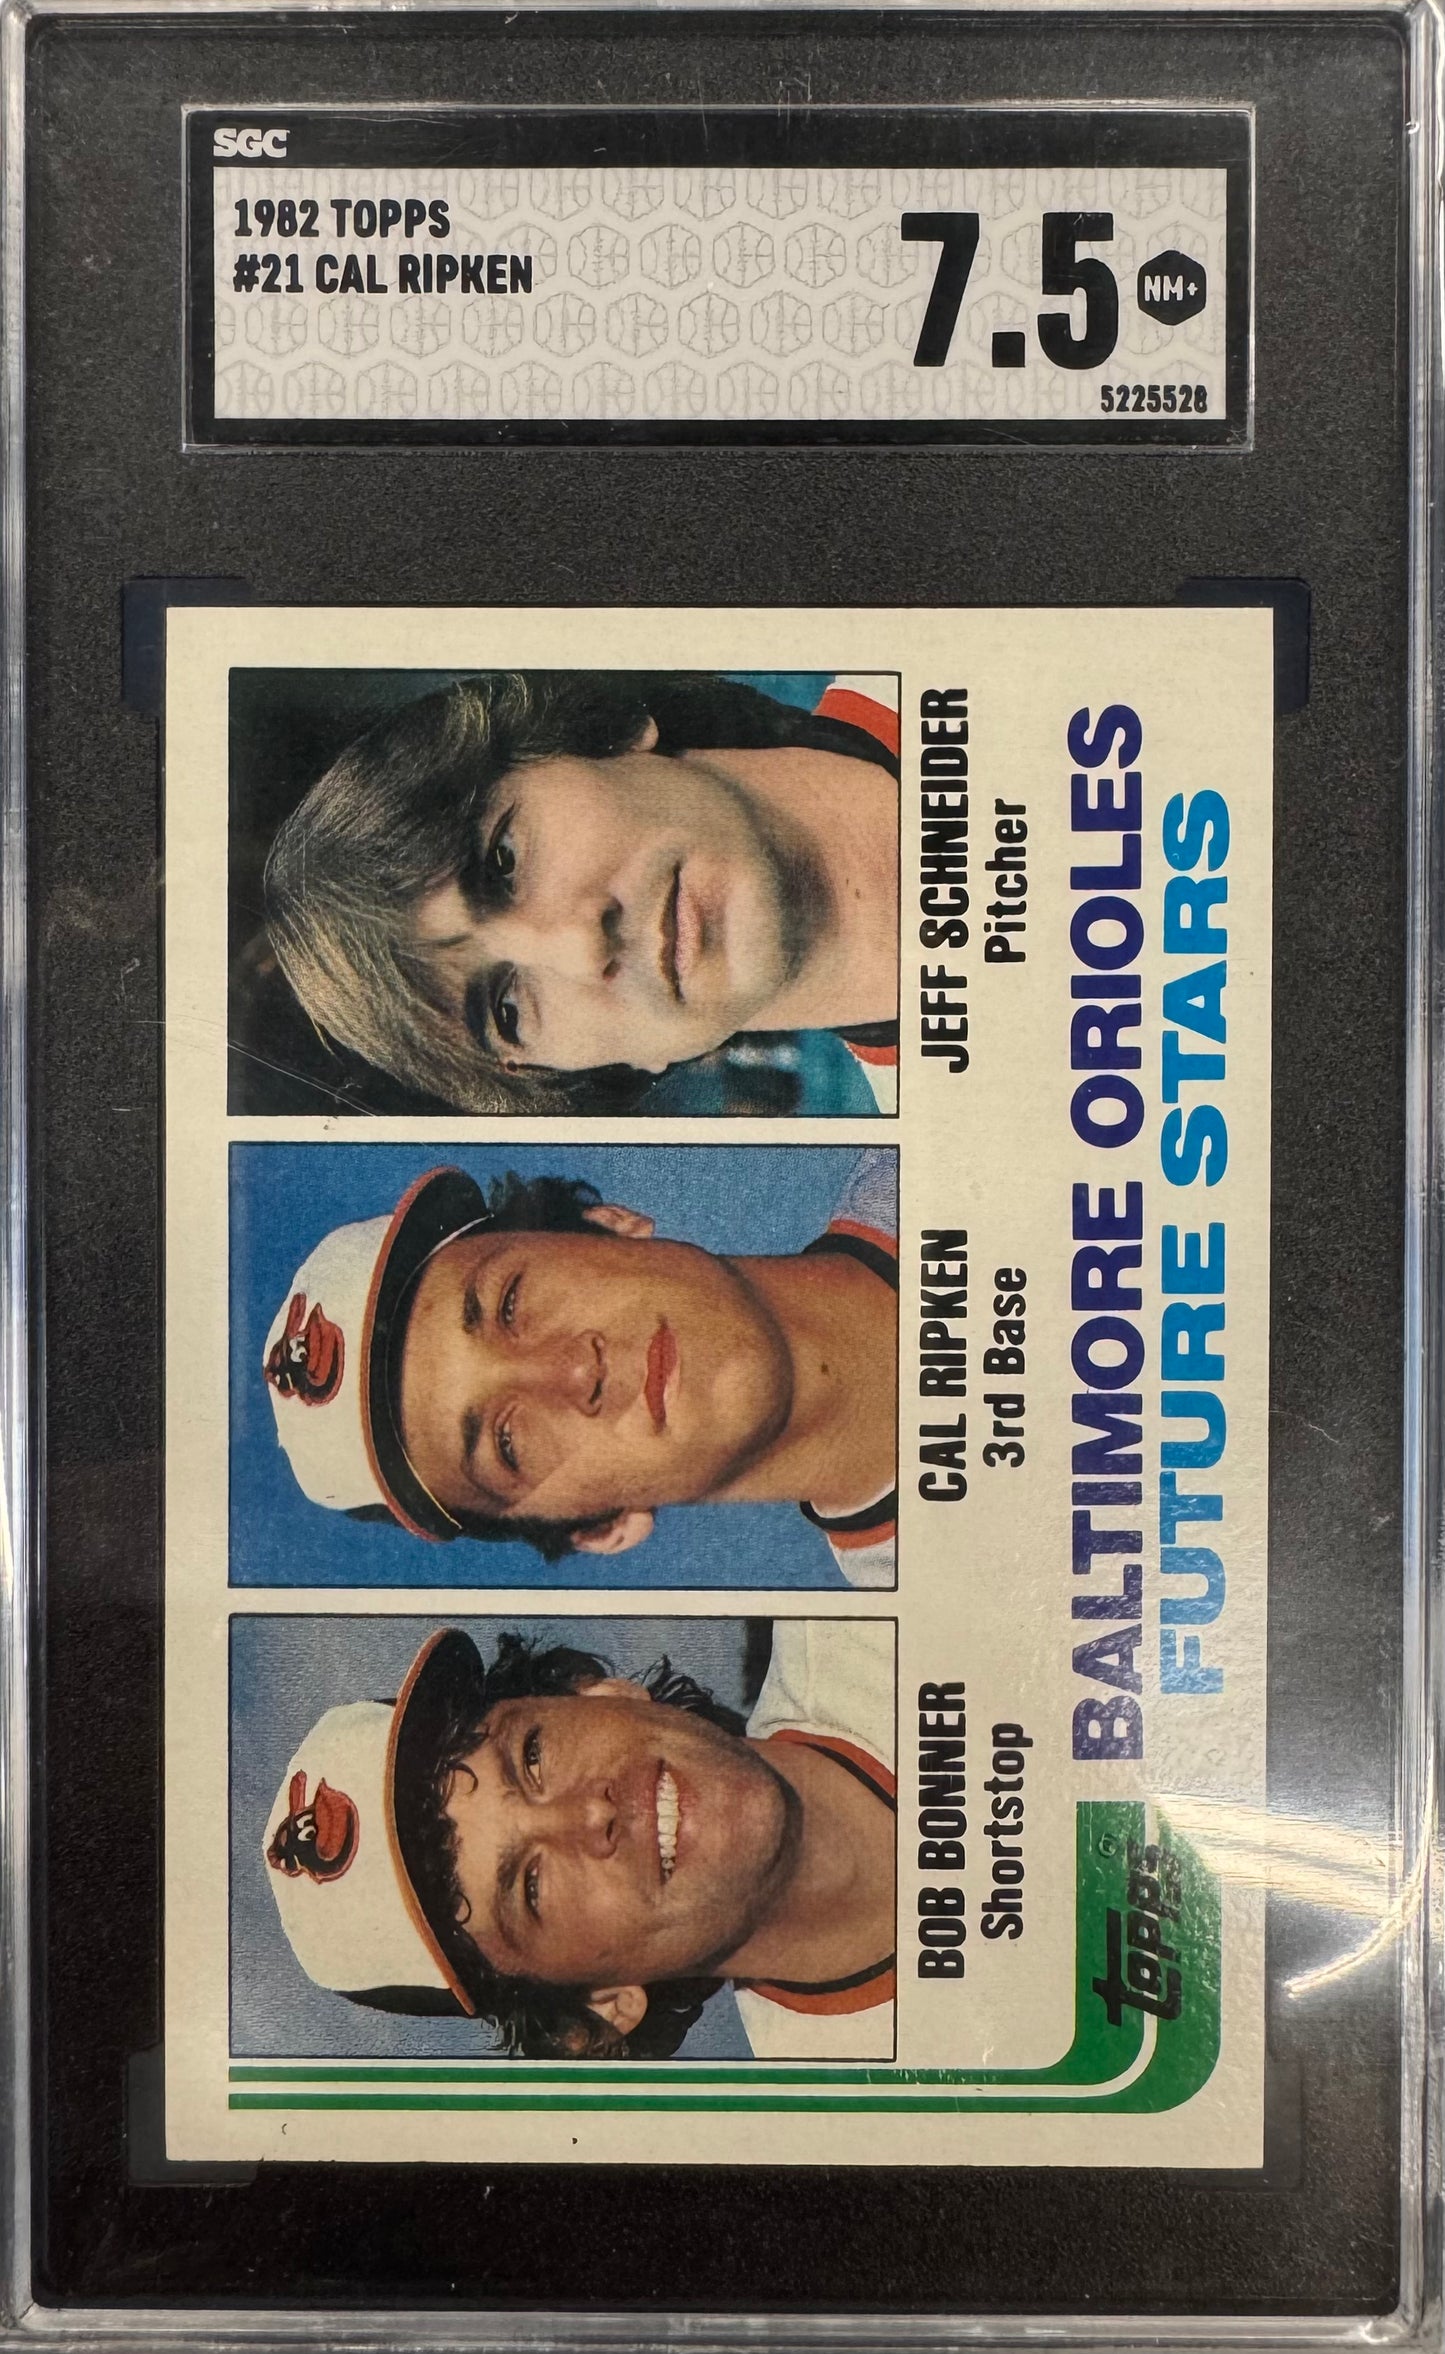 SGC
1982 TOPPS
#21 CAL RIPKEN
7.5
NM+
5225528
BOB BONNER
Shortstop
CAL RIPKEN
3rd Base
JEFF SCHNEIDER
Pitcher
Topps®
BALTIMORE ORIOLES
FUTURE STARS